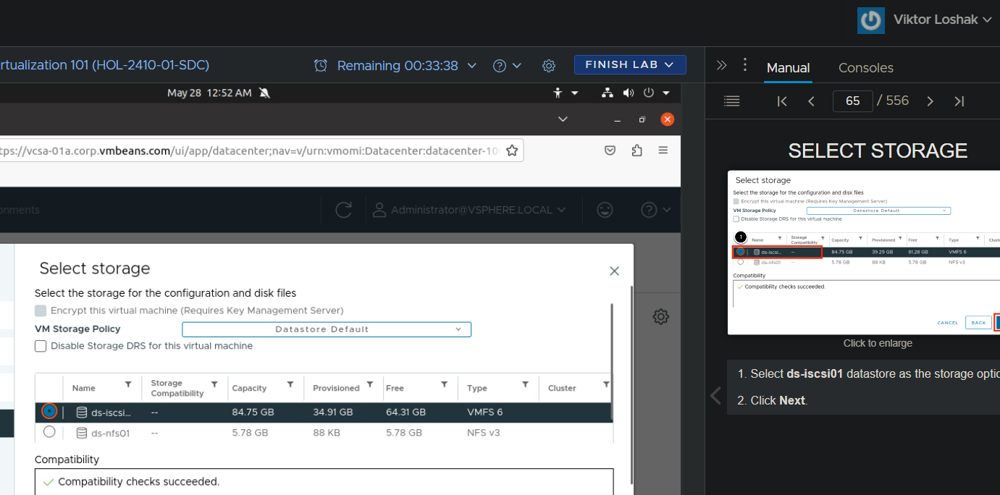 Viktor Loshak
rtualization 101 (HOL-2410-01-SDC)
Remaining 00:33:38
FINISH LAB
Manual
Consoles
May 28 12:52 AM
65 / 556
tps://vcsa-01a.corp.vmbeans.com/ui/app/datacenter;nav=v/urn:vmomi:Datacenter:datacenter-10
onments
Administrator@VSPHERE.LOCAL
Select storage
Select the storage for the configuration and disk files
Encrypt this virtual machine (Requires Key Management Server)
VM Storage Policy
Datastore Default
Disable Storage DRS for this virtual machine
Name Storage Compatibility Capacity Provisioned Free Type Cluster
ds-iscsi... -- 84.75 GB 34.91 GB 64.31 GB VMFS 6
ds-nfs01 -- 5.78 GB 88 KB 5.78 GB NFS v3
Compatibility
Compatibility checks succeeded.
SELECT STORAGE
Select storage
Select the storage for the configuration and disk files
Encrypt this virtual machine (Requires Key Management Server)
VM Storage Policy
Datastore Default
Disable Storage DRS for this virtual machine
1
Name Storage Compatibility Capacity Provisioned Free Type Cluste
ds-iscsi... -- 84.75 GB 39.29 GB 61.28 GB VMFS 6
ds-nfs01 -- 5.78 GB 88 KB 5.78 GB NFS v3
Compatibility
Compatibility checks succeeded.
CANCEL
BACK
Click to enlarge
1. Select ds-iscsi01 datastore as the storage optio
2. Click Next.